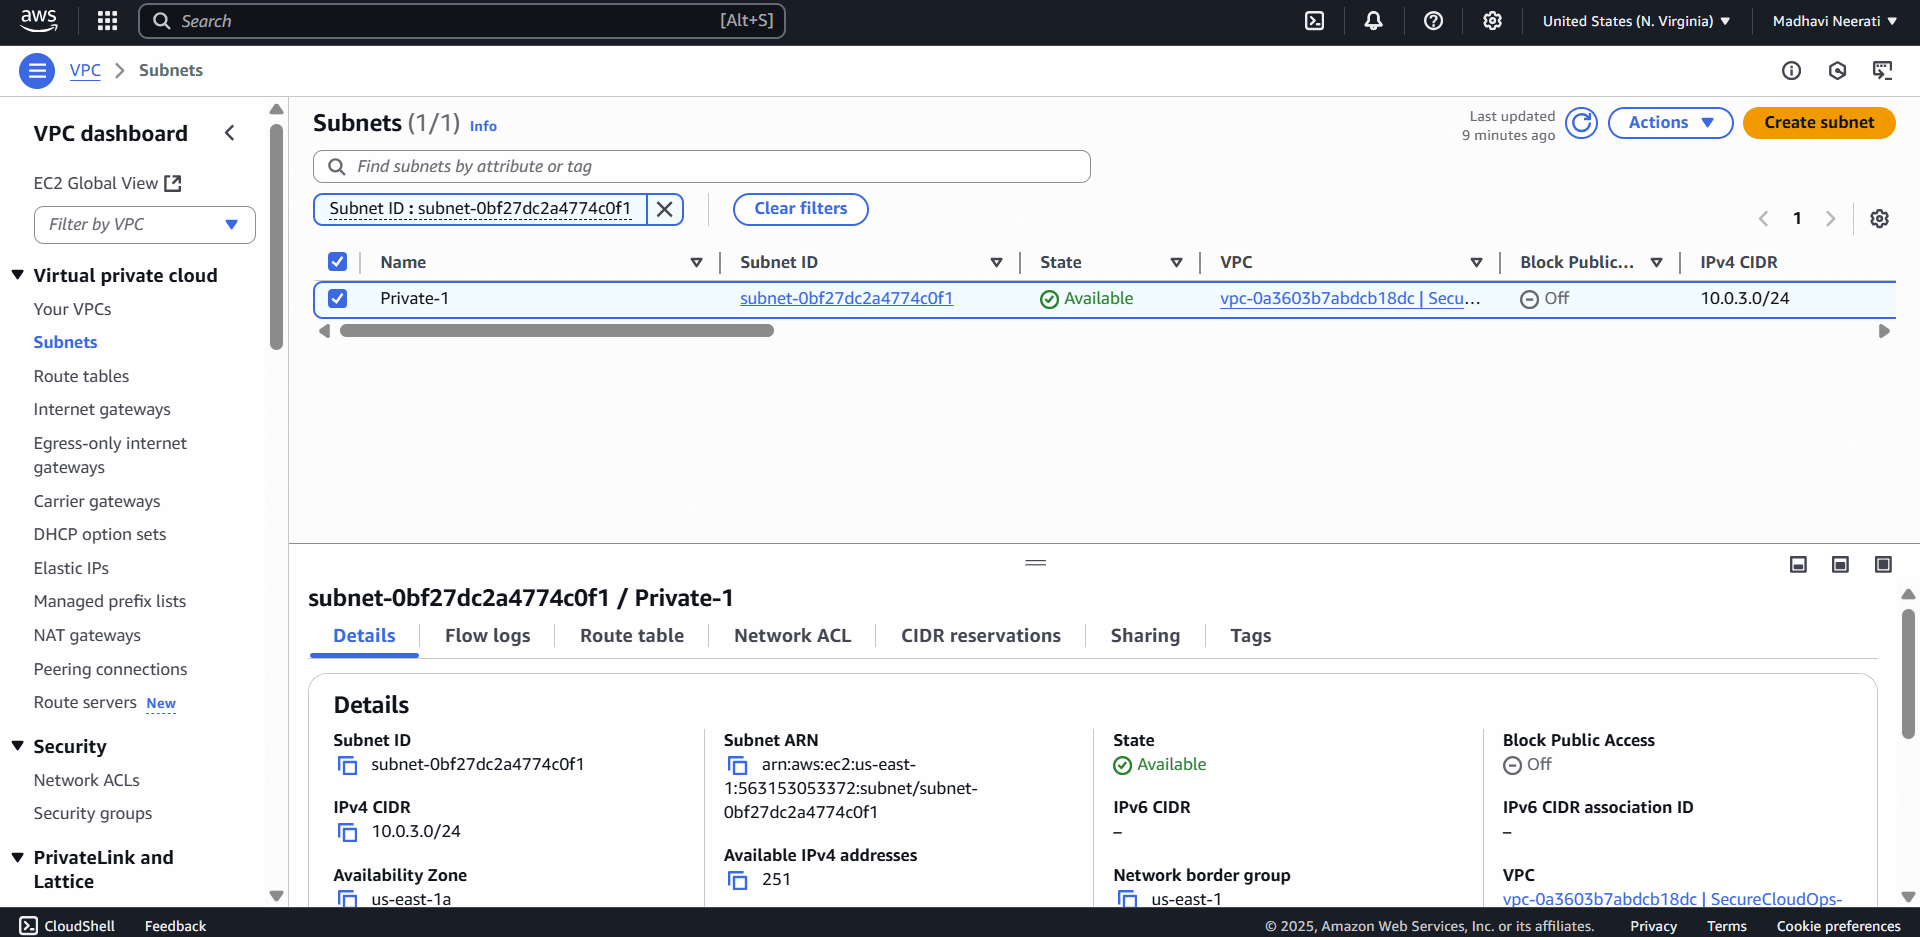 aws
Search [Alt+S]
United States (N. Virginia)
Madhavi Neerati
VPC
Subnets
VPC dashboard
EC2 Global View
Filter by VPC
Virtual private cloud
Your VPCs
Subnets
Route tables
Internet gateways
Egress-only internet
gateways
Carrier gateways
DHCP option sets
Elastic IPs
Managed prefix lists
NAT gateways
Peering connections
Route servers New
Security
Network ACLs
Security groups
PrivateLink and
Lattice
Subnets (1/1) Info
Last updated
9 minutes ago
Actions
Create subnet
Find subnets by attribute or tag
Subnet ID : subnet-0bf27dc2a4774c0f1
Clear filters
1
Name Subnet ID State VPC Block Public... IPv4 CIDR
Private-1 subnet-0bf27dc2a4774c0f1 Available vpc-0a3603b7abdcb18dc | Secu... Off 10.0.3.0/24
subnet-0bf27dc2a4774c0f1 / Private-1
Details Flow logs Route table Network ACL CIDR reservations Sharing Tags
Details
Subnet ID
subnet-0bf27dc2a4774c0f1
IPv4 CIDR
10.0.3.0/24
Availability Zone
us-east-1a
Subnet ARN
arn:aws:ec2:us-east-
1:563153053372:subnet/subnet-
0bf27dc2a4774c0f1
Available IPv4 addresses
251
State
Available
IPv6 CIDR
–
Network border group
us-east-1
Block Public Access
Off
IPv6 CIDR association ID
–
VPC
vpc-0a3603b7abdcb18dc | SecureCloudOps-
CloudShell
Feedback
© 2025, Amazon Web Services, Inc. or its affiliates.
Privacy
Terms
Cookie preferences